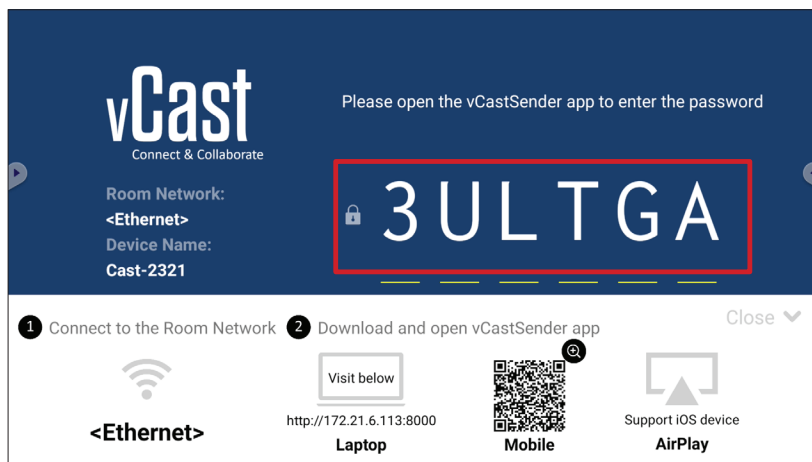 vCast
Connect & Collaborate
Please open the vCastSender app to enter the password
3ULTGA
Room Network:
<Ethernet>
Device Name:
Cast-2321
1 Connect to the Room Network
2 Download and open vCastSender app
Close
<Ethernet>
Visit below
http://172.21.6.113:8000
Laptop
Mobile
Support iOS device
AirPlay